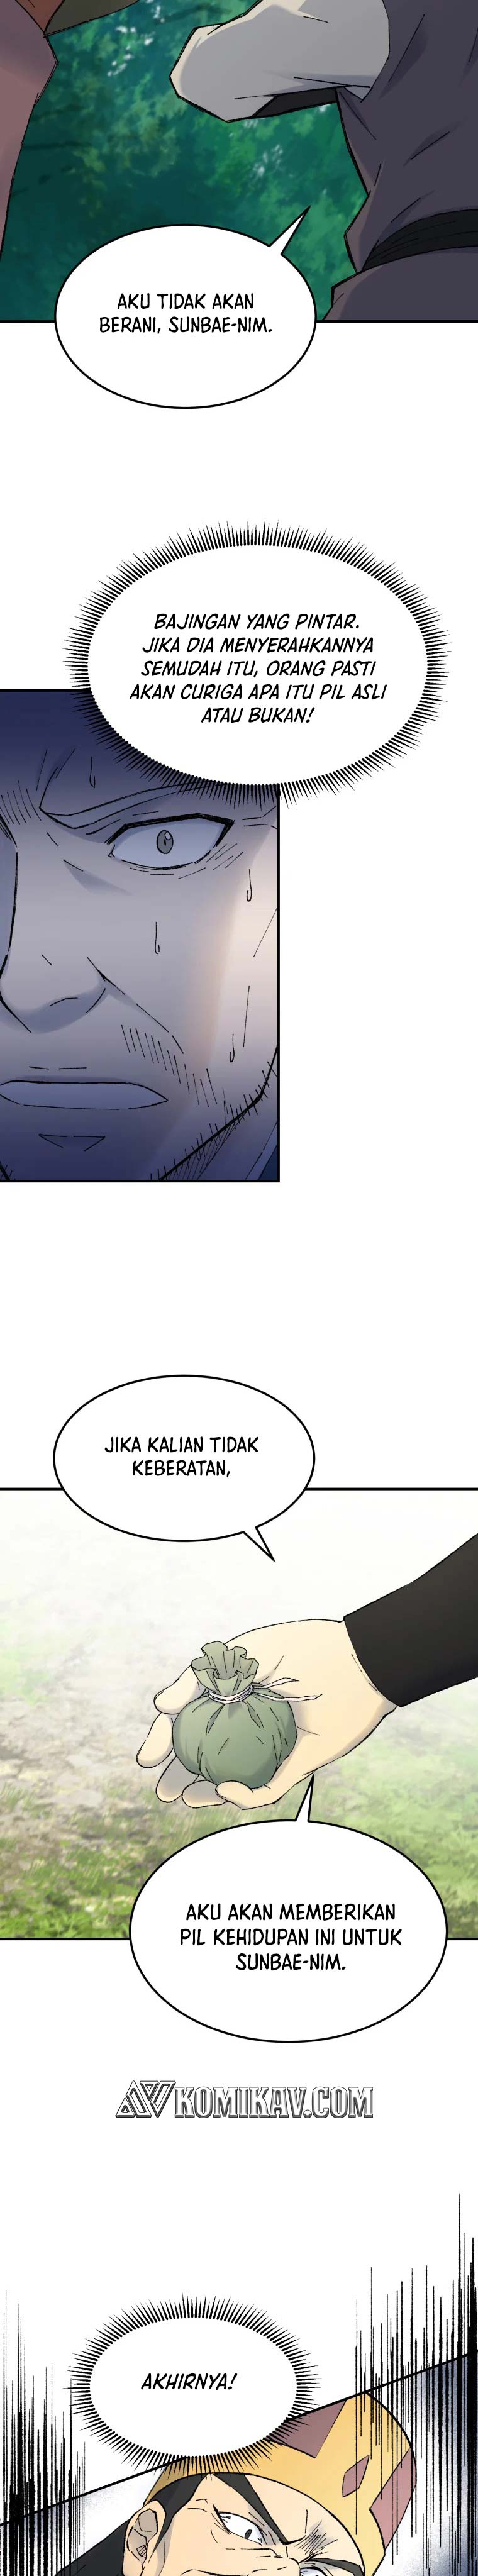 AKU TIDAK AKAN
BERANI, SUNBAE-NIM.
BAJINGAN YANG PINTAR.
JIKA DIA MENYERAHKANNYA
SEMUDAH ITU, ORANG PASTI
AKAN CURIGA APA ITU PIL ASLI
ATAU BUKAN!
JIKA KALIAN TIDAK
KEBERATAN,
AKU AKAN MEMBERIKAN
PIL KEHIDUPAN INI UNTUK
SUNBAE-NIM.
KOMIKAV.COM
AKHIRNYA!